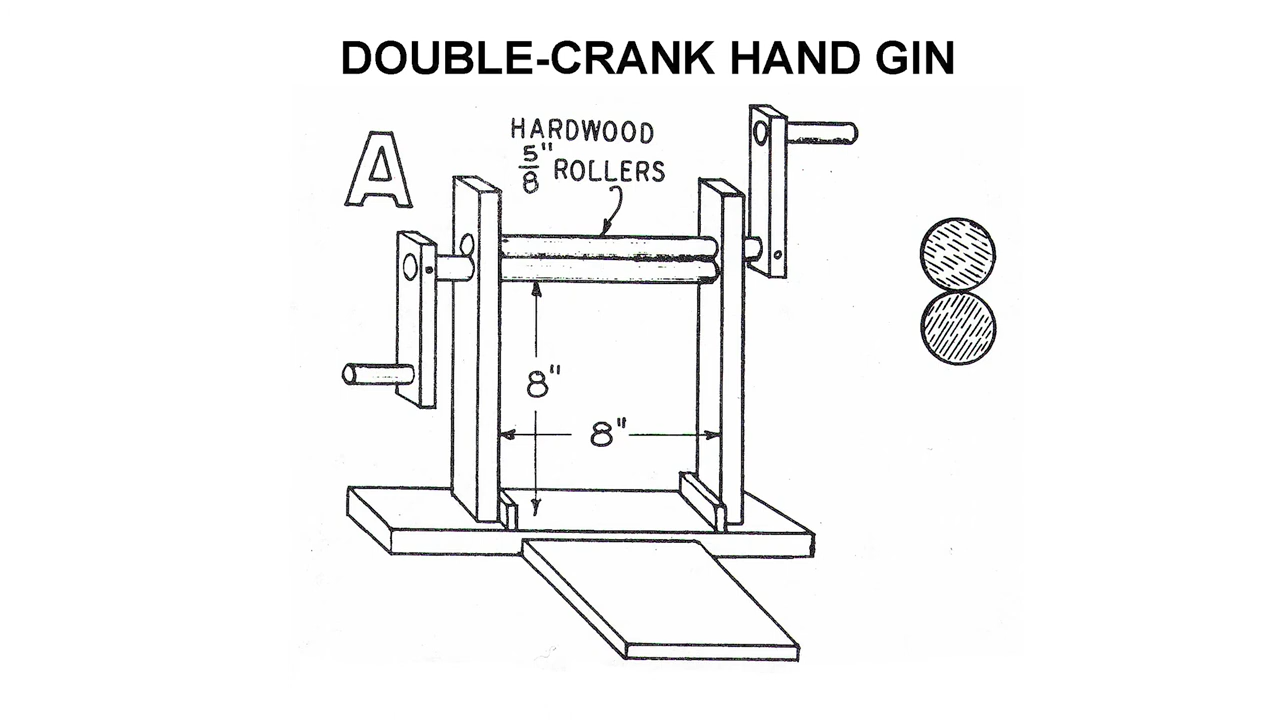 DOUBLE-CRANK HAND GIN
A
HARDWOOD
5/8" ROLLERS
8"
8"